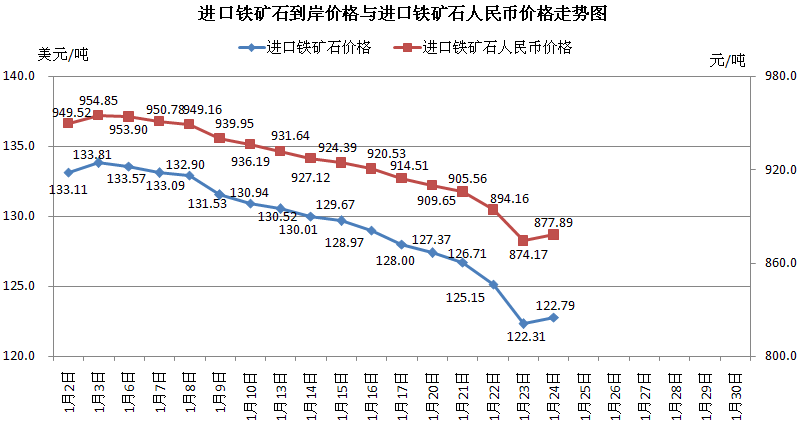 进口铁矿石到岸价格与进口铁矿石人民币价格走势图
美元/吨
进口铁矿石价格
进口铁矿石人民币价格
元/吨
140.0
135.0
130.0
125.0
120.0
980.0
920.0
860.0
800.0
949.52
954.85
953.90
950.78
949.16
939.95
936.19
931.64
927.12
924.39
920.53
914.51
909.65
905.56
894.16
874.17
877.89
133.11
133.81
133.57
133.09
132.90
131.53
130.94
130.52
130.01
129.67
128.97
128.00
127.37
126.71
125.15
122.31
122.79
1月2日
1月3日
1月6日
1月7日
1月8日
1月9日
1月10日
1月13日
1月14日
1月15日
1月16日
1月17日
1月20日
1月21日
1月22日
1月23日
1月24日
1月26日
1月27日
1月28日
1月29日
1月30日